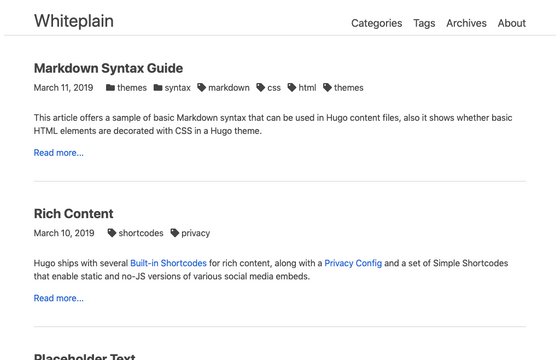 Whiteplain
Categories Tags Archives About
Markdown Syntax Guide
March 11, 2019 themes syntax markdown css html themes
This article offers a sample of basic Markdown syntax that can be used in Hugo content files, also it shows whether basic
HTML elements are decorated with CSS in a Hugo theme.
Read more...
Rich Content
March 10, 2019 shortcodes privacy
Hugo ships with several Built-in Shortcodes for rich content, along with a Privacy Config and a set of Simple Shortcodes
that enable static and no-JS versions of various social media embeds.
Read more...
Placeholder Text